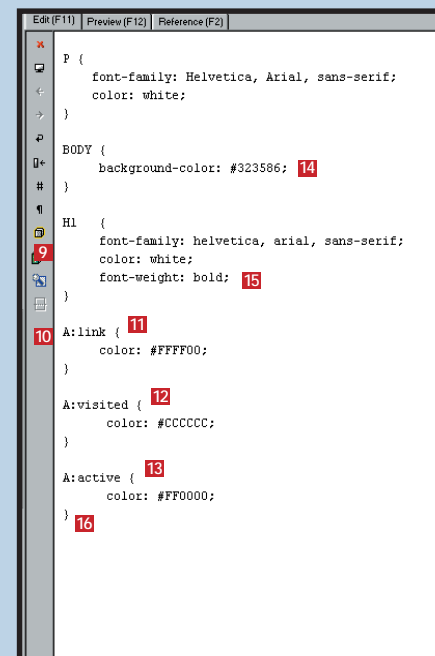 Edit (F11) Preview (F12) Reference (F2)
P {
font-family: Helvetica, Arial, sans-serif;
color: white;
}
BODY {
background-color: #323586; 14
}
H1 {
font-family: helvetica, arial, sans-serif;
9
color: white;
font-weight: bold; 15
}
10 A:link { 11
color: #FFFF00;
}
A:visited { 12
color: #CCCCCC;
}
A:active { 13
color: #FF0000;
} 16